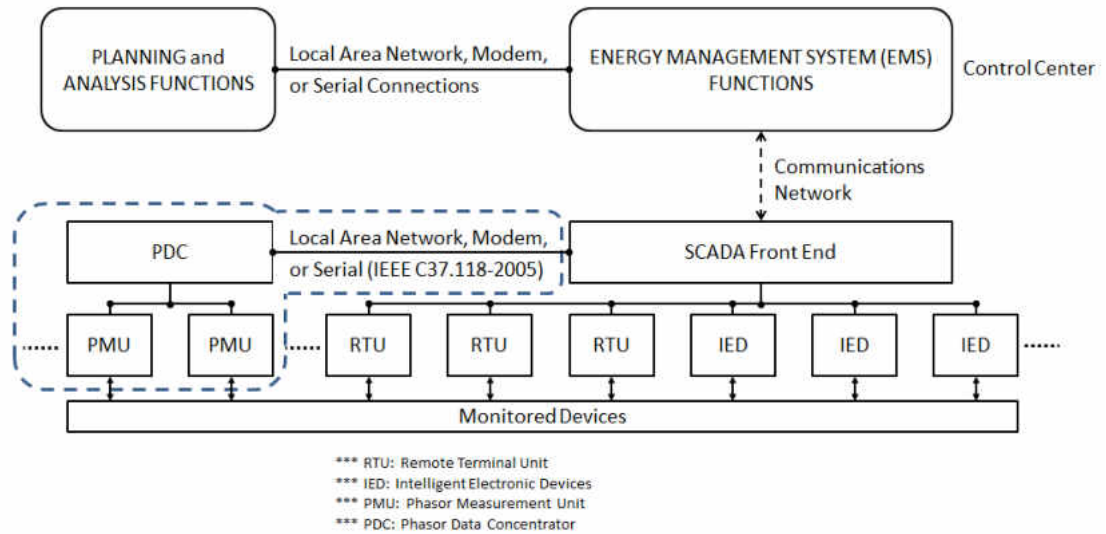 PLANNING and
ANALYSIS FUNCTIONS
Local Area Network, Modem,
or Serial Connections
ENERGY MANAGEMENT SYSTEM (EMS)
FUNCTIONS
Control Center
Communications
Network
PDC
Local Area Network, Modem,
or Serial (IEEE C37.118-2005)
SCADA Front End
PMU
PMU
RTU
RTU
RTU
IED
IED
IED
Monitored Devices
*** RTU: Remote Terminal Unit
*** IED: Intelligent Electronic Devices
*** PMU: Phasor Measurement Unit
*** PDC: Phasor Data Concentrator